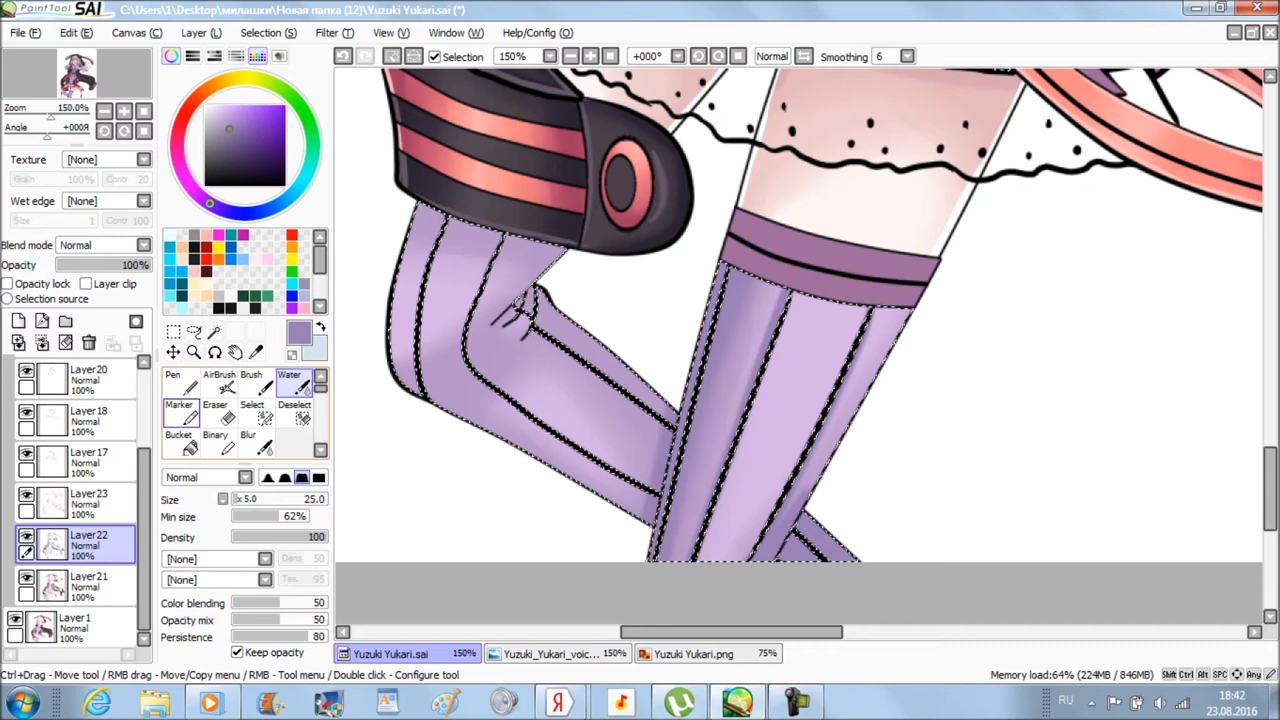 PaintTool SAI C:\Users\1\Desktop\милашки\Новая папка (12)\Yuzuki Yukari.sai (*)
File (F) Edit (E) Canvas (C) Layer (L) Selection (S) Filter (T) View (V) Window (W) Help/Config (O)
Selection 150% +000° Normal Smoothing 6
Zoom 150.0%
Angle +000Я
Texture [None]
Grain 100% Contr 20
Wet edge [None]
Size 1 Contr 100
Blend mode Normal
Opacity 100%
Opacity lock Layer clip
Selection source
Layer20
Normal
100%
Layer18
Normal
100%
Layer17
Normal
100%
Layer23
Normal
100%
Layer22
Normal
100%
Layer21
Normal
100%
Layer1
Normal
100%
Pen AirBrush Brush Water
Marker Eraser Select Deselect
Bucket Binary Blur
Normal
Size x 5.0 25.0
Min size 62%
Density 100
[None] Dens 50
[None] Tex. 95
Color blending 50
Opacity mix 50
Persistence 80
Keep opacity
Yuzuki Yukari.sai 150% Yuzuki_Yukari_voic... 150% Yuzuki Yukari.png 75%
Ctrl+Drag - Move tool / RMB drag - Move/Copy menu / RMB - Tool menu / Double click - Configure tool Memory load:64% (224MB / 846MB) Shift Ctrl Alt SPC Any
RU 18:42
23.08.2016